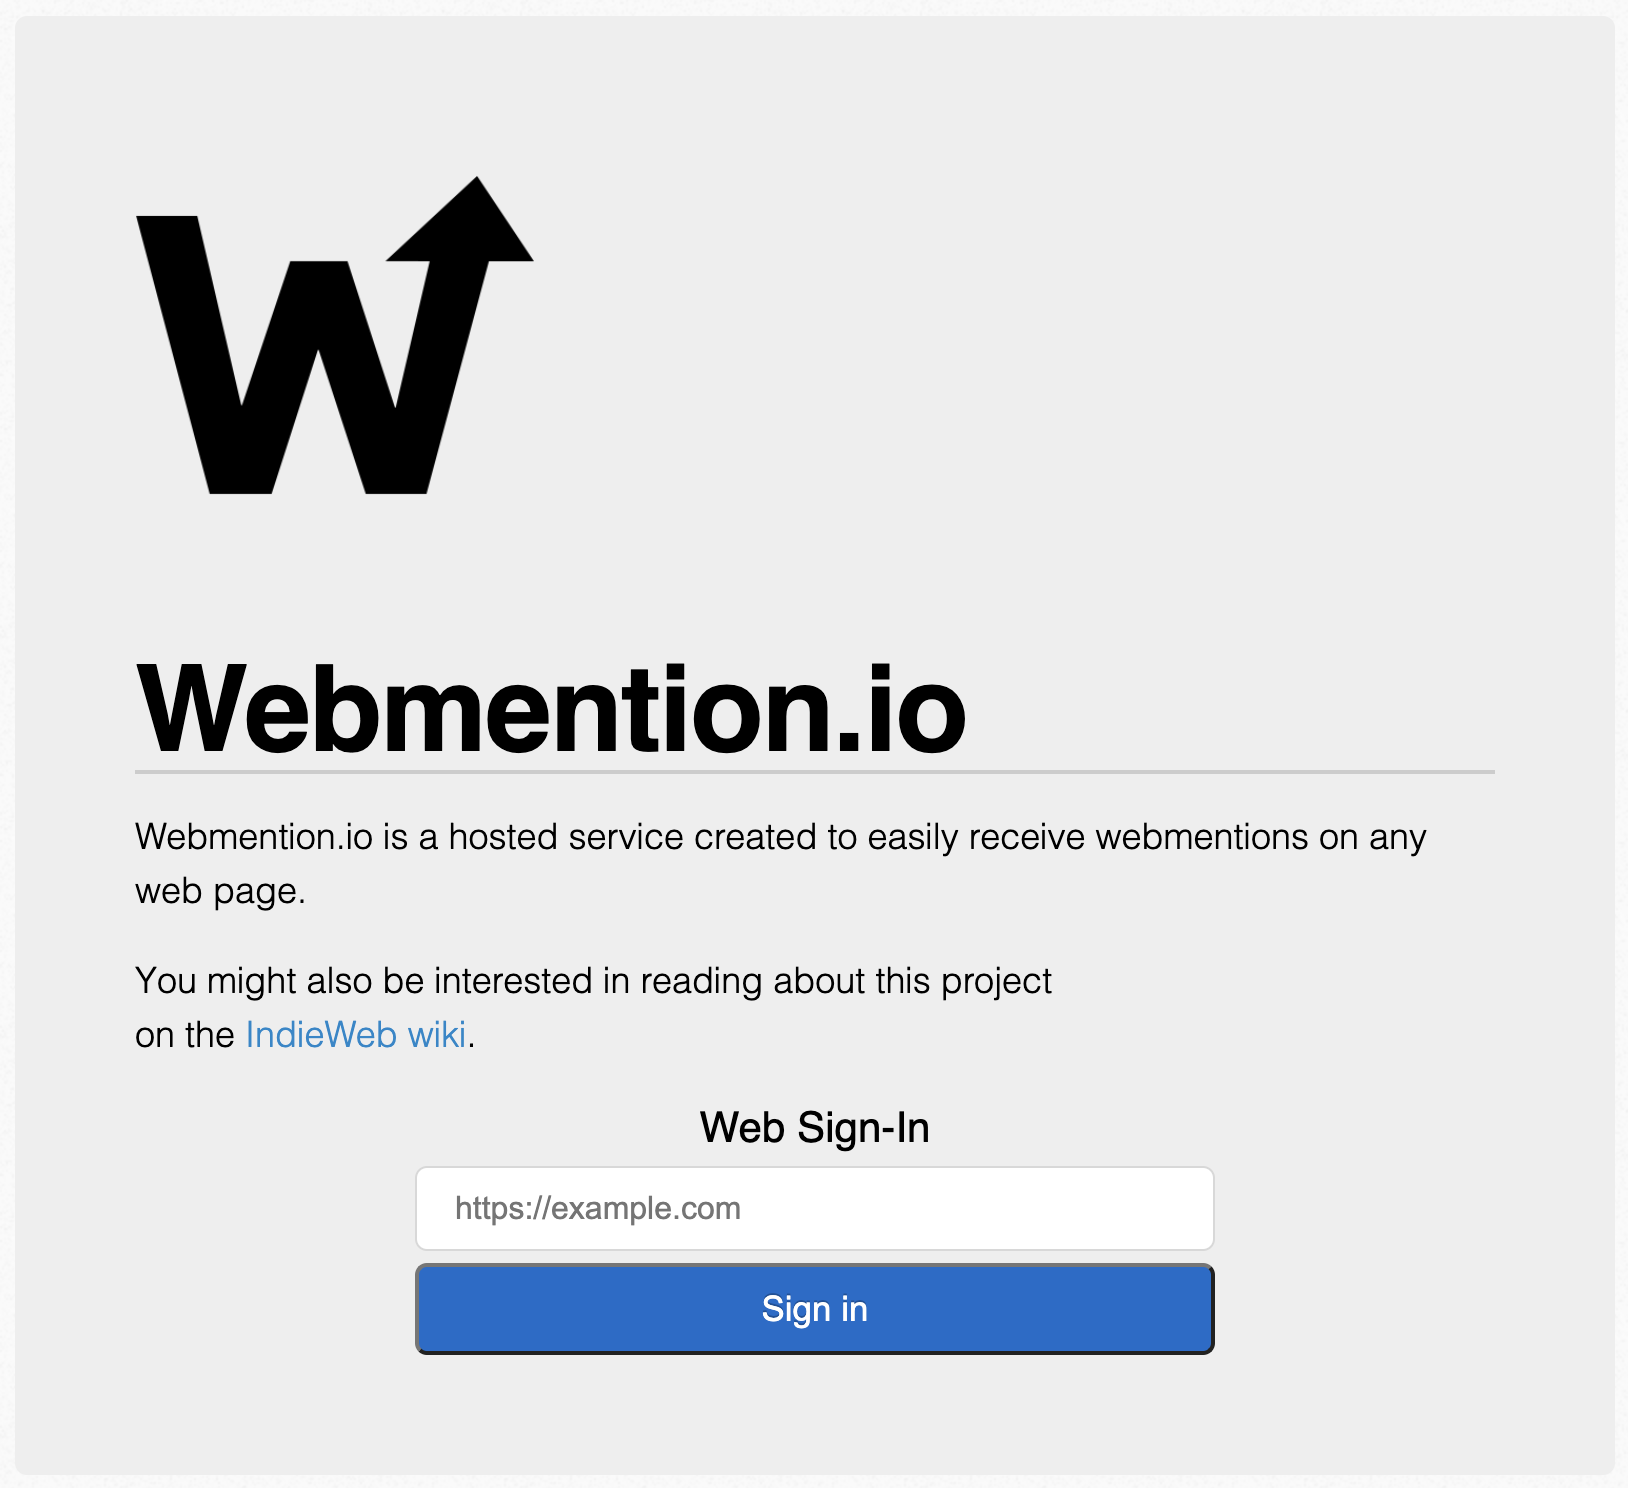 W
Webmention.io
Webmention.io is a hosted service created to easily receive webmentions on any
web page.
You might also be interested in reading about this project
on the IndieWeb wiki.
Web Sign-In
https://example.com
Sign in